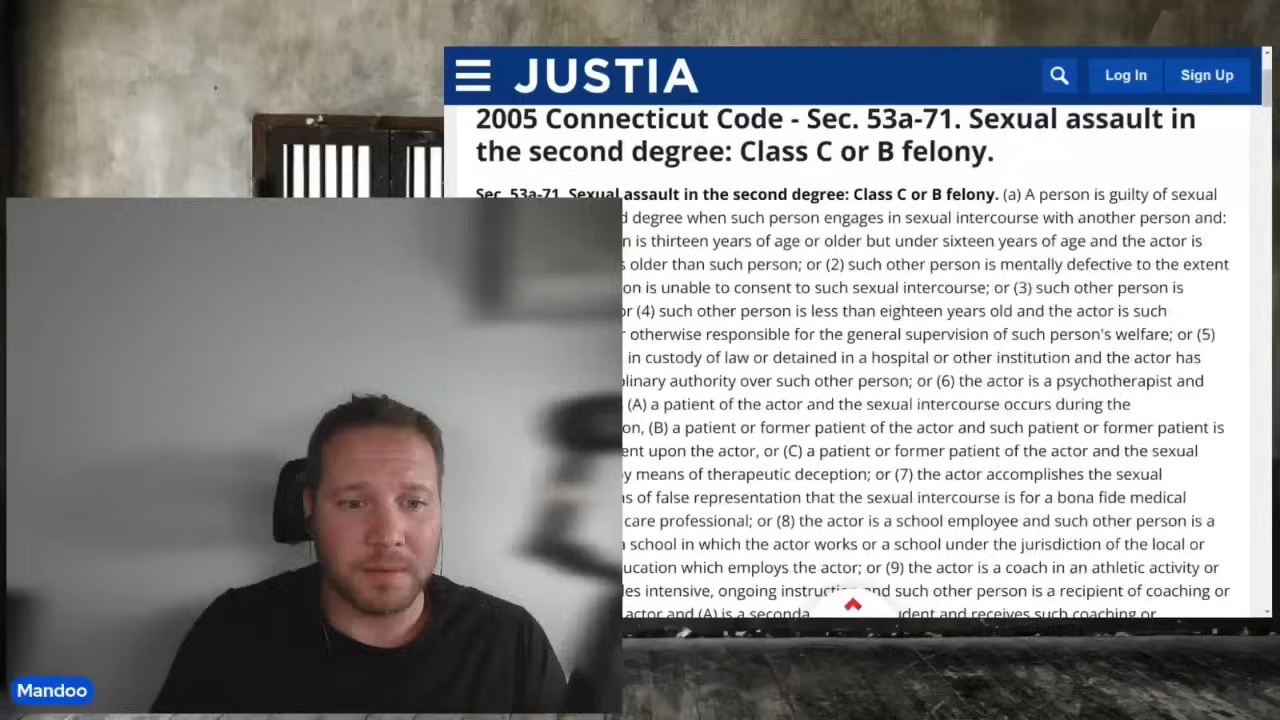 JUSTIA
Log In
Sign Up
2005 Connecticut Code - Sec. 53a-71. Sexual assault in
the second degree: Class C or B felony.
Sec. 53a-71. Sexual assault in the second degree: Class C or B felony. (a) A person is guilty of sexual
degree when such person engages in sexual intercourse with another person and:
is thirteen years of age or older but under sixteen years of age and the actor is
older than such person; or (2) such other person is mentally defective to the extent
is unable to consent to such sexual intercourse; or (3) such other person is
(4) such other person is less than eighteen years old and the actor is such
otherwise responsible for the general supervision of such person's welfare; or (5)
in custody of law or detained in a hospital or other institution and the actor has
authority over such other person; or (6) the actor is a psychotherapist and
(A) a patient of the actor and the sexual intercourse occurs during the
(B) a patient or former patient of the actor and such patient or former patient is
upon the actor, or (C) a patient or former patient of the actor and the sexual
means of therapeutic deception; or (7) the actor accomplishes the sexual
of false representation that the sexual intercourse is for a bona fide medical
care professional; or (8) the actor is a school employee and such other person is a
school in which the actor works or a school under the jurisdiction of the local or
which employs the actor; or (9) the actor is a coach in an athletic activity or
intensive, ongoing instruction and such other person is a recipient of coaching or
actor and (A) is a receives such coaching or
Mandoo